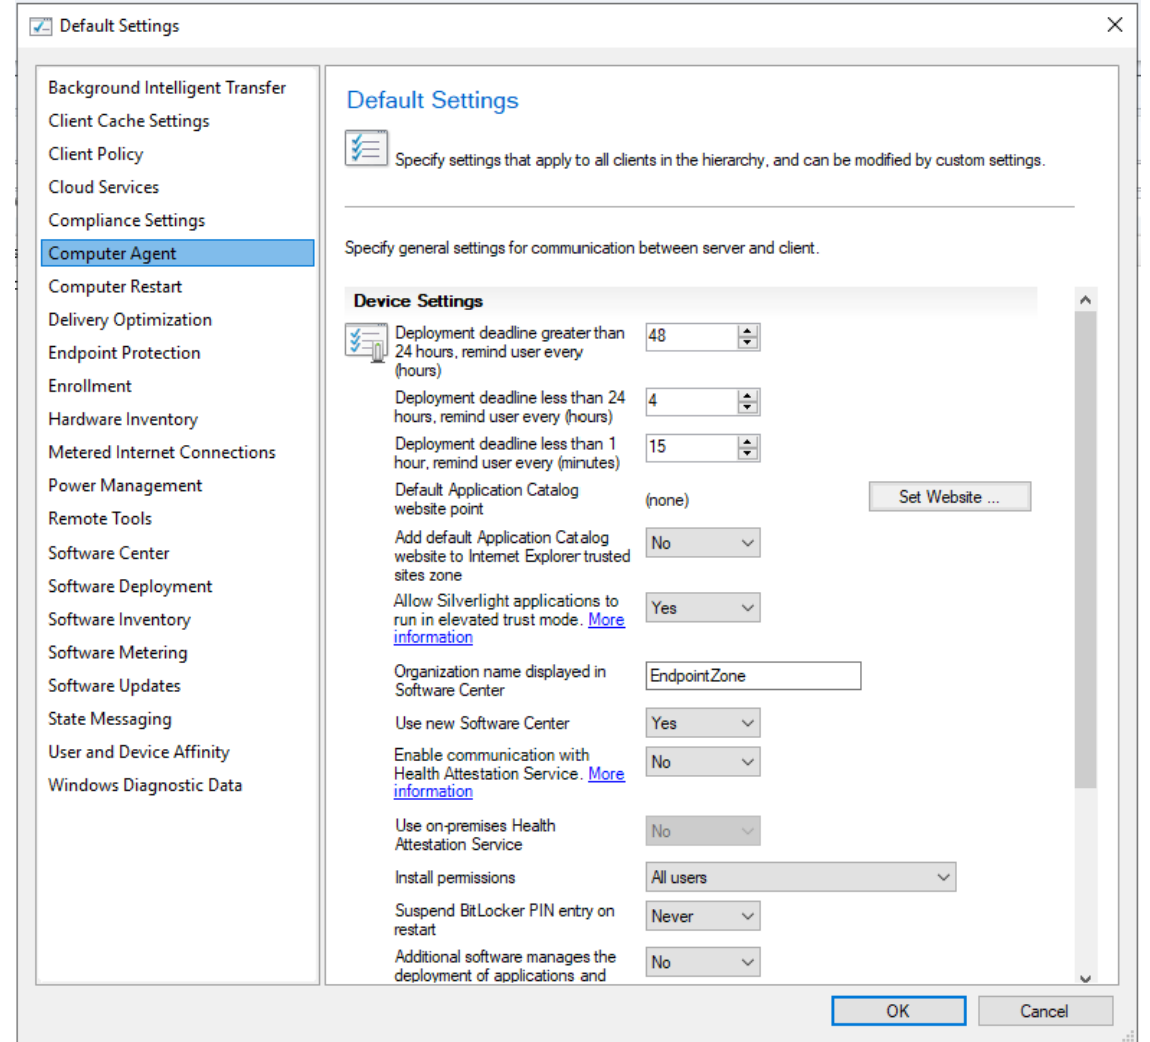 Default Settings
Background Intelligent Transfer
Client Cache Settings
Client Policy
Cloud Services
Compliance Settings
Computer Agent
Computer Restart
Delivery Optimization
Endpoint Protection
Enrollment
Hardware Inventory
Metered Internet Connections
Power Management
Remote Tools
Software Center
Software Deployment
Software Inventory
Software Metering
Software Updates
State Messaging
User and Device Affinity
Windows Diagnostic Data
Default Settings
Specify settings that apply to all clients in the hierarchy, and can be modified by custom settings.
Specify general settings for communication between server and client.
Device Settings
Deployment deadline greater than
24 hours, remind user every
(hours)
48
Deployment deadline less than 24
hours, remind user every (hours)
4
Deployment deadline less than 1
hour, remind user every (minutes)
15
Default Application Catalog
website point
(none)
Set Website ...
Add default Application Catalog
website to Internet Explorer trusted
sites zone
No
Allow Silverlight applications to
run in elevated trust mode. More
information
Yes
Organization name displayed in
Software Center
EndpointZone
Use new Software Center
Yes
Enable communication with
Health Attestation Service. More
information
No
Use on-premises Health
Attestation Service
No
Install permissions
All users
Suspend BitLocker PIN entry on
restart
Never
Additional software manages the
deployment of applications and
No
OK
Cancel